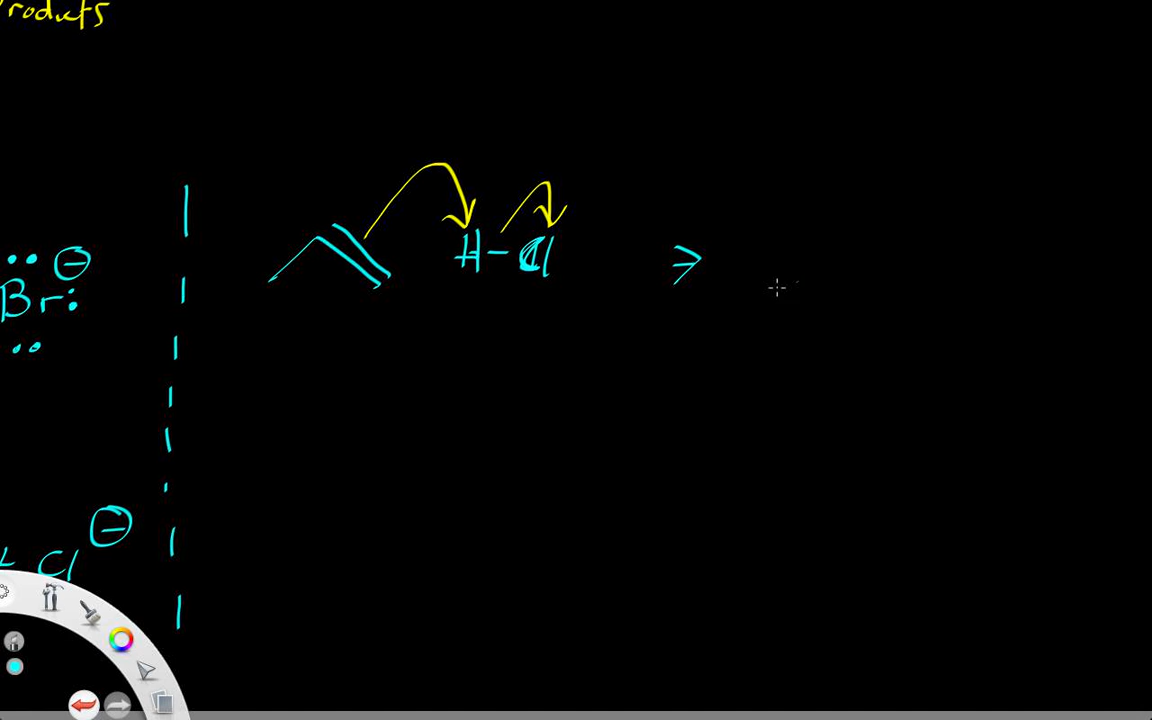 roducts
H-Cl
⊖
Br:
⊖
Cl